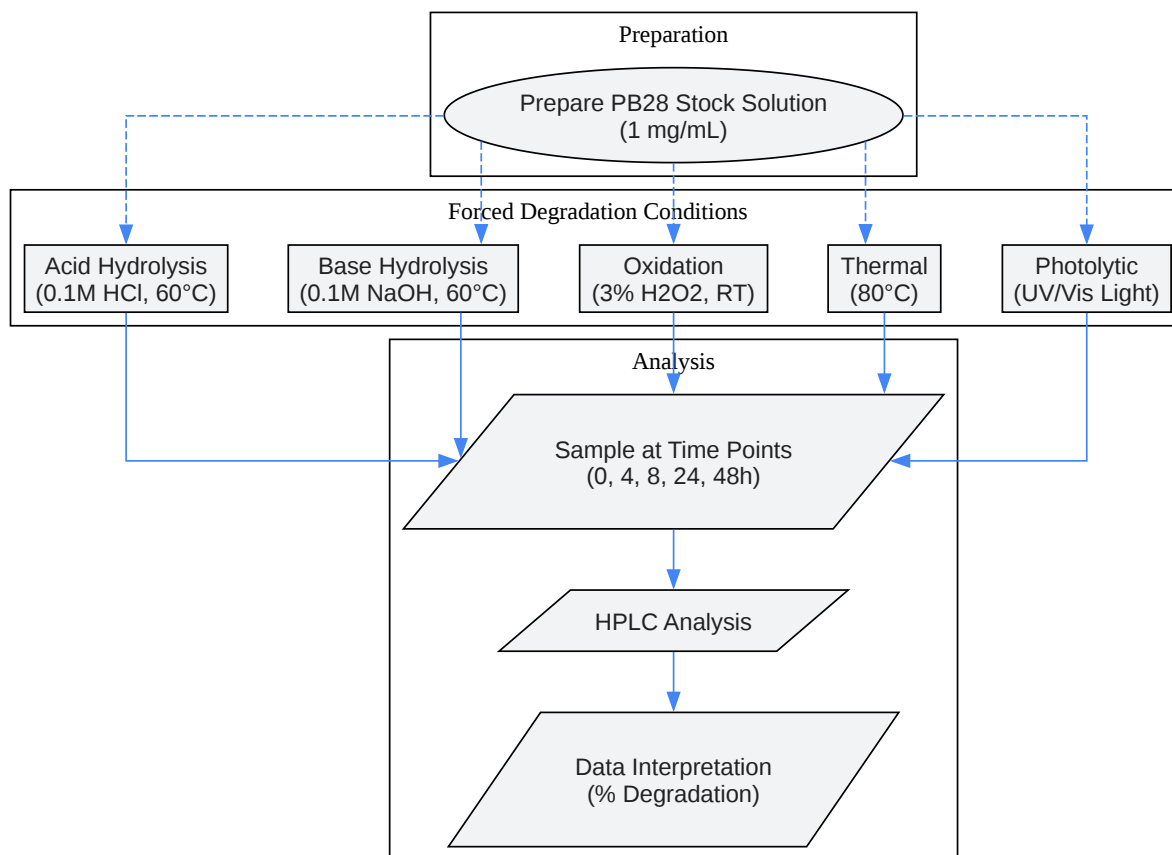 Preparation
Prepare PB28 Stock Solution
(1 mg/mL)
Forced Degradation Conditions
Acid Hydrolysis
(0.1M HCl, 60°C)
Base Hydrolysis
(0.1M NaOH, 60°C)
Oxidation
(3% H2O2, RT)
Thermal
(80°C)
Photolytic
(UV/Vis Light)
Analysis
Sample at Time Points
(0, 4, 8, 24, 48h)
HPLC Analysis
Data Interpretation
(% Degradation)